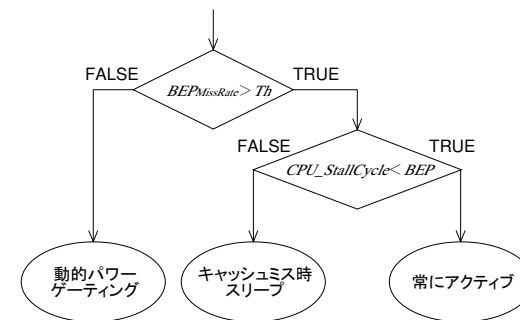 FALSE
TRUE
BEPMissRate＞Th
FALSE
TRUE
CPU_StallCycle＜BEP
動的パワー
ゲーティング
キャッシュミス時
スリープ
常にアクティブ